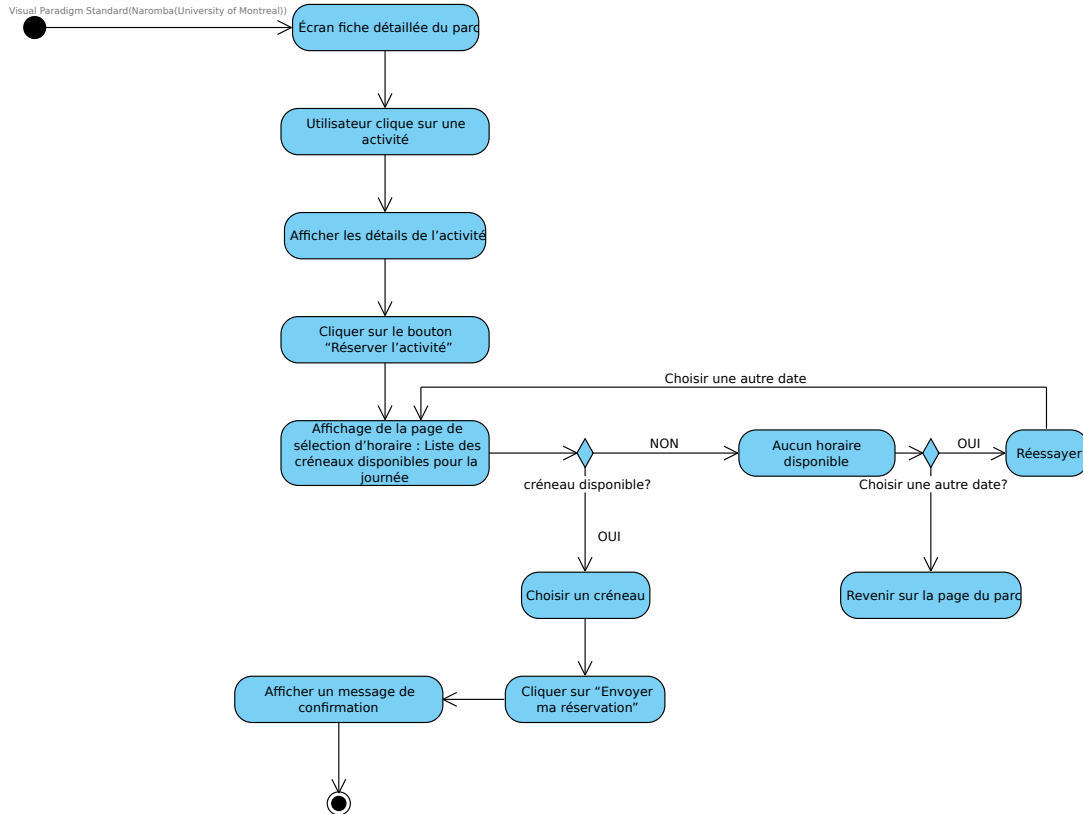 Visual Paradigm Standard(Naromba(University of Montreal))
Écran fiche détaillée du parc
Utilisateur clique sur une
activité
Afficher les détails de l’activité
Cliquer sur le bouton
“Réserver l’activité”
Choisir une autre date
Affichage de la page de
sélection d’horaire : Liste des
créneaux disponibles pour la
journée
NON
Aucun horaire
disponible
OUI
Réessayer
créneau disponible?
Choisir une autre date?
OUI
Choisir un créneau
Revenir sur la page du parc
Cliquer sur “Envoyer
ma réservation”
Afficher un message de
confirmation